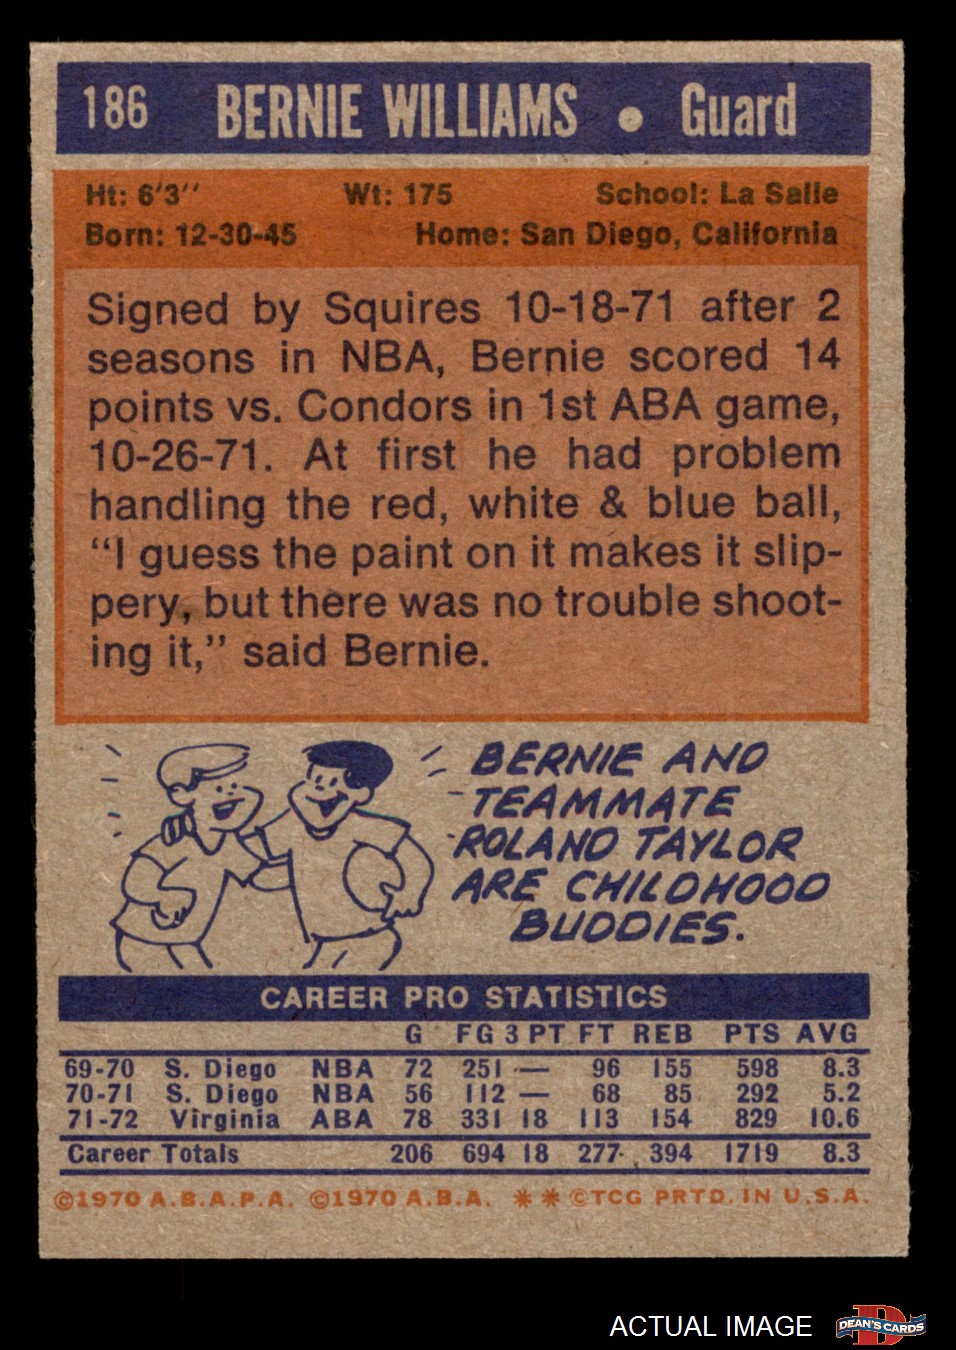 186 BERNIE WILLIAMS • Guard
Ht: 6'3'' Wt: 175 School: La Salle
Born: 12-30-45 Home: San Diego, California
Signed by Squires 10-18-71 after 2
seasons in NBA, Bernie scored 14
points vs. Condors in 1st ABA game,
10-26-71. At first he had problem
handling the red, white & blue ball,
“I guess the paint on it makes it slip-
pery, but there was no trouble shoot-
ing it,” said Bernie.
BERNIE AND
TEAMMATE
ROLAND TAYLOR
ARE CHILDHOOD
BUDDIES.
CAREER PRO STATISTICS
G FG 3 PT FT REB PTS AVG
69-70 S. Diego NBA 72 251 — 96 155 598 8.3
70-71 S. Diego NBA 56 112 — 68 85 292 5.2
71-72 Virginia ABA 78 331 18 113 154 829 10.6
Career Totals 206 694 18 277 394 1719 8.3
©1970 A.B.A.P.A. ©1970 A.B.A. ** ©TCG PRTD. IN U.S.A.
ACTUAL IMAGE
D
DEAN'S CARDS